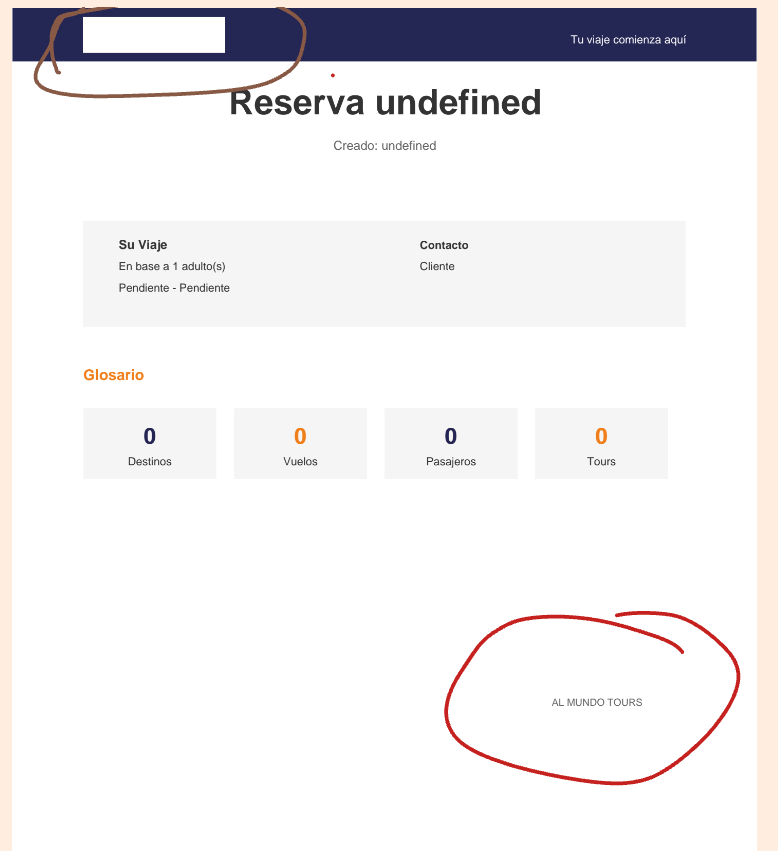 Tu viaje comienza aquí
Reserva undefined
Creado: undefined
Su Viaje
En base a 1 adulto(s)
Pendiente - Pendiente
Contacto
Cliente
Glosario
0
Destinos
0
Vuelos
0
Pasajeros
0
Tours
AL MUNDO TOURS